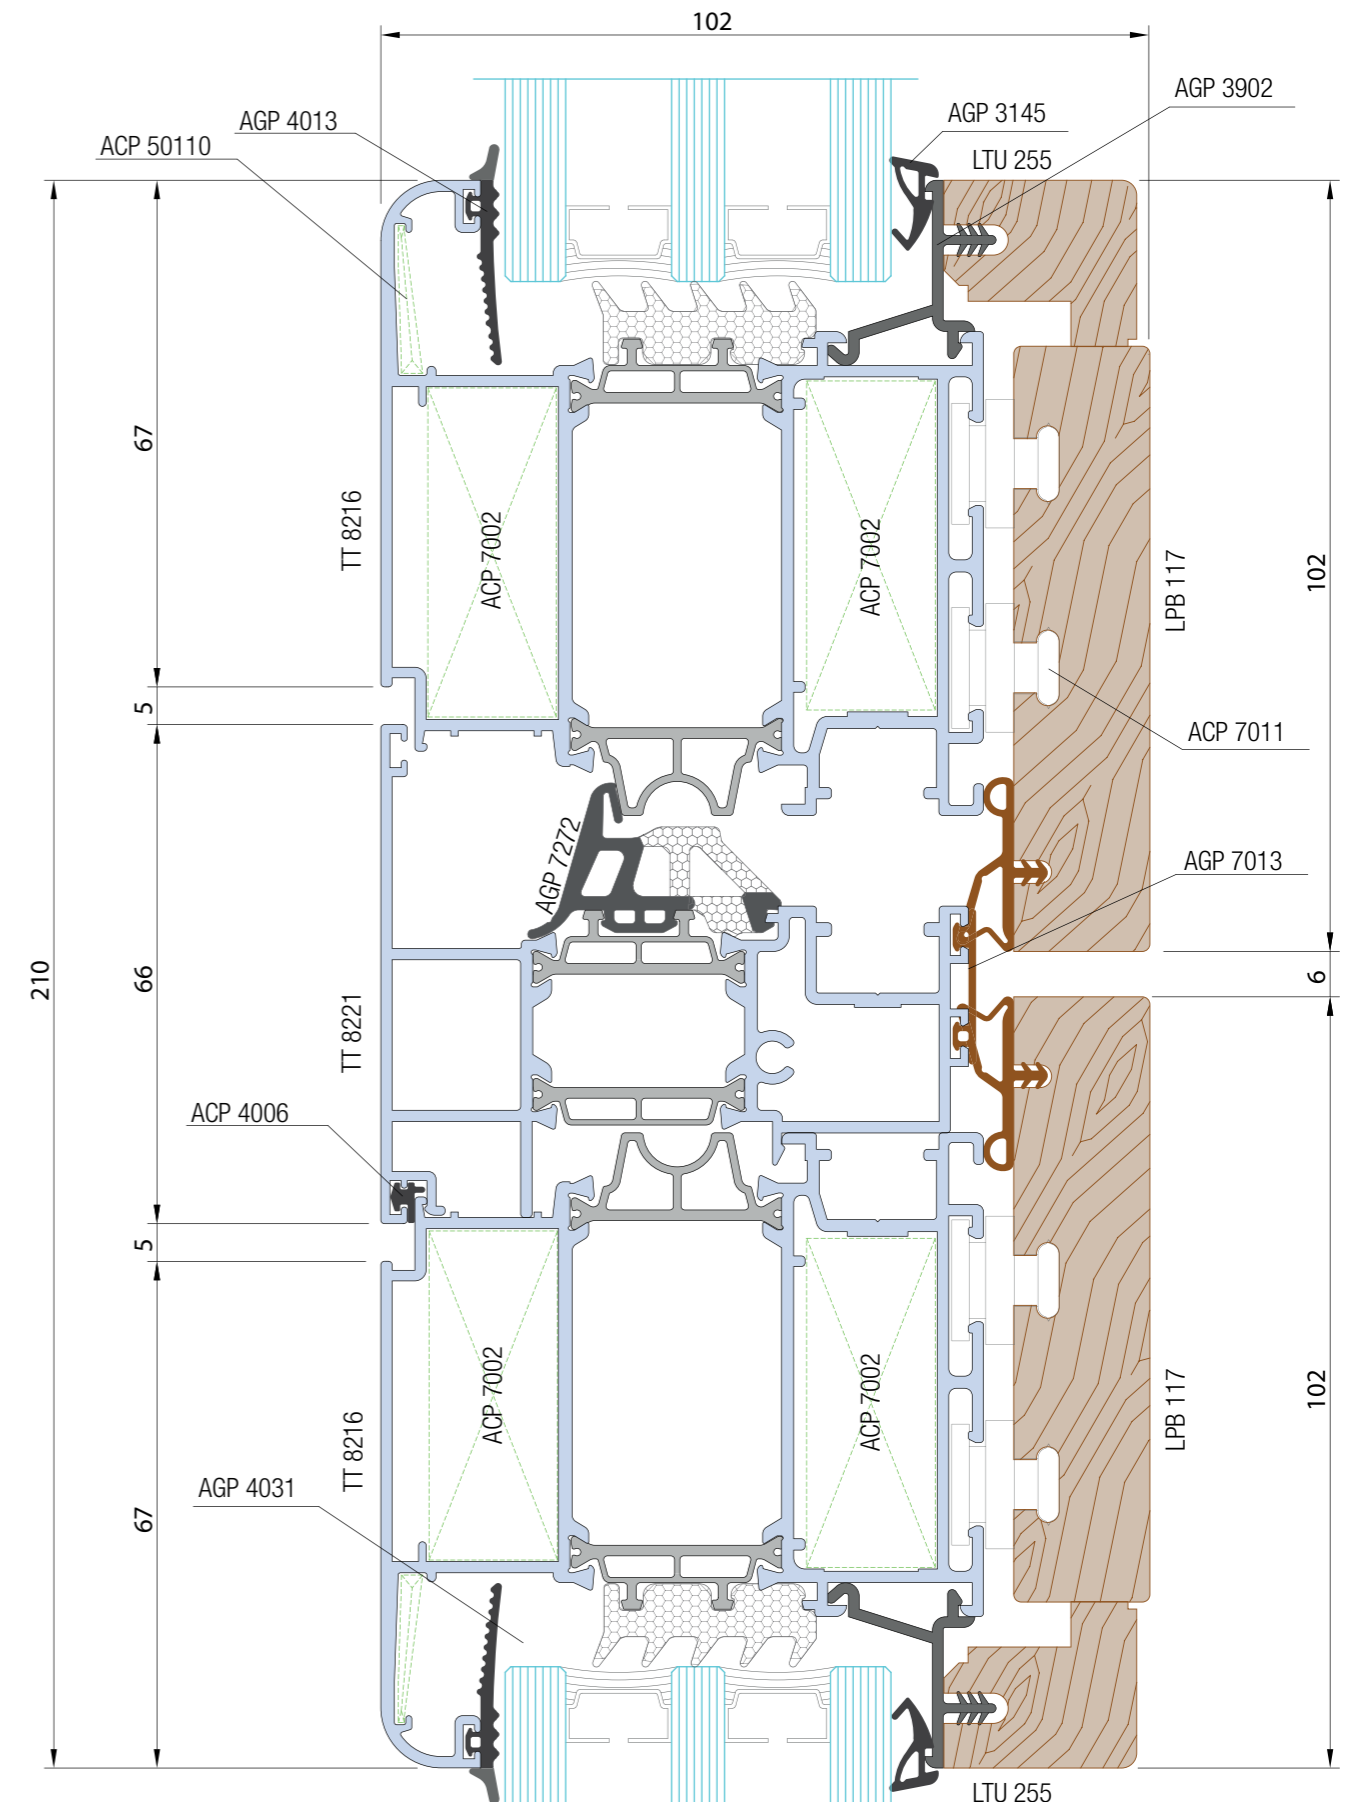 102
AGP 3902
AGP 3145
AGP 4013
ACP 50110
LTU 255
67
TT 8216
ACP 7002
ACP 7002
LPB 117
102
5
ACP 7011
AGP 7272
AGP 7013
210
66
TT 8221
6
ACP 4006
5
ACP 7002
ACP 7002
TT 8216
LPB 117
102
AGP 4031
67
LTU 255